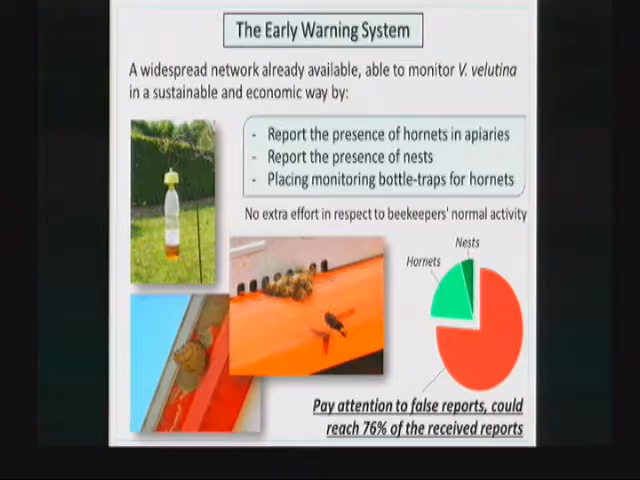 The Early Warning System
A widespread network already available, able to monitor V. velutina
in a sustainable and economic way by:
- Report the presence of hornets in apiaries
- Report the presence of nests
- Placing monitoring bottle-traps for hornets
No extra effort in respect to beekeepers' normal activity
Nests
Hornets
Pay attention to false reports, could
reach 76% of the received reports